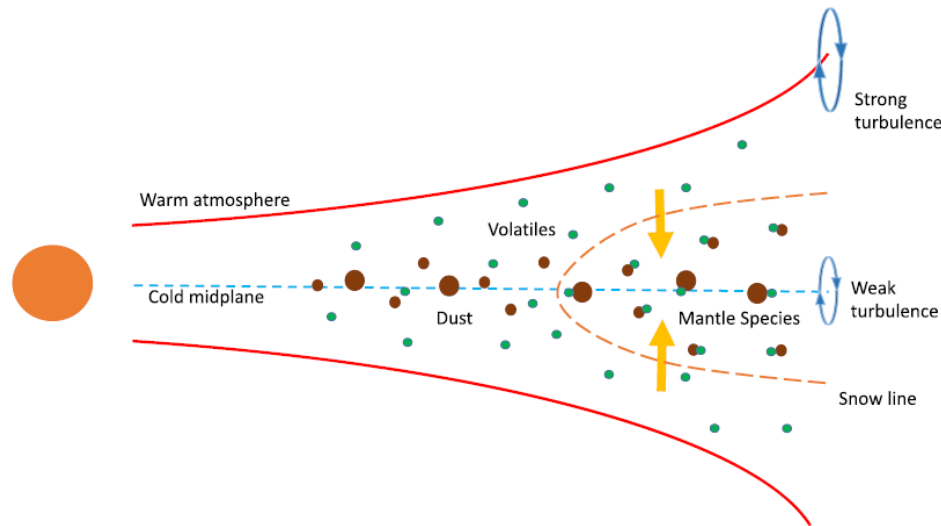 Strong
turbulence
Warm atmosphere
Volatiles
Cold midplane
Weak
turbulence
Dust
Mantle Species
Snow line